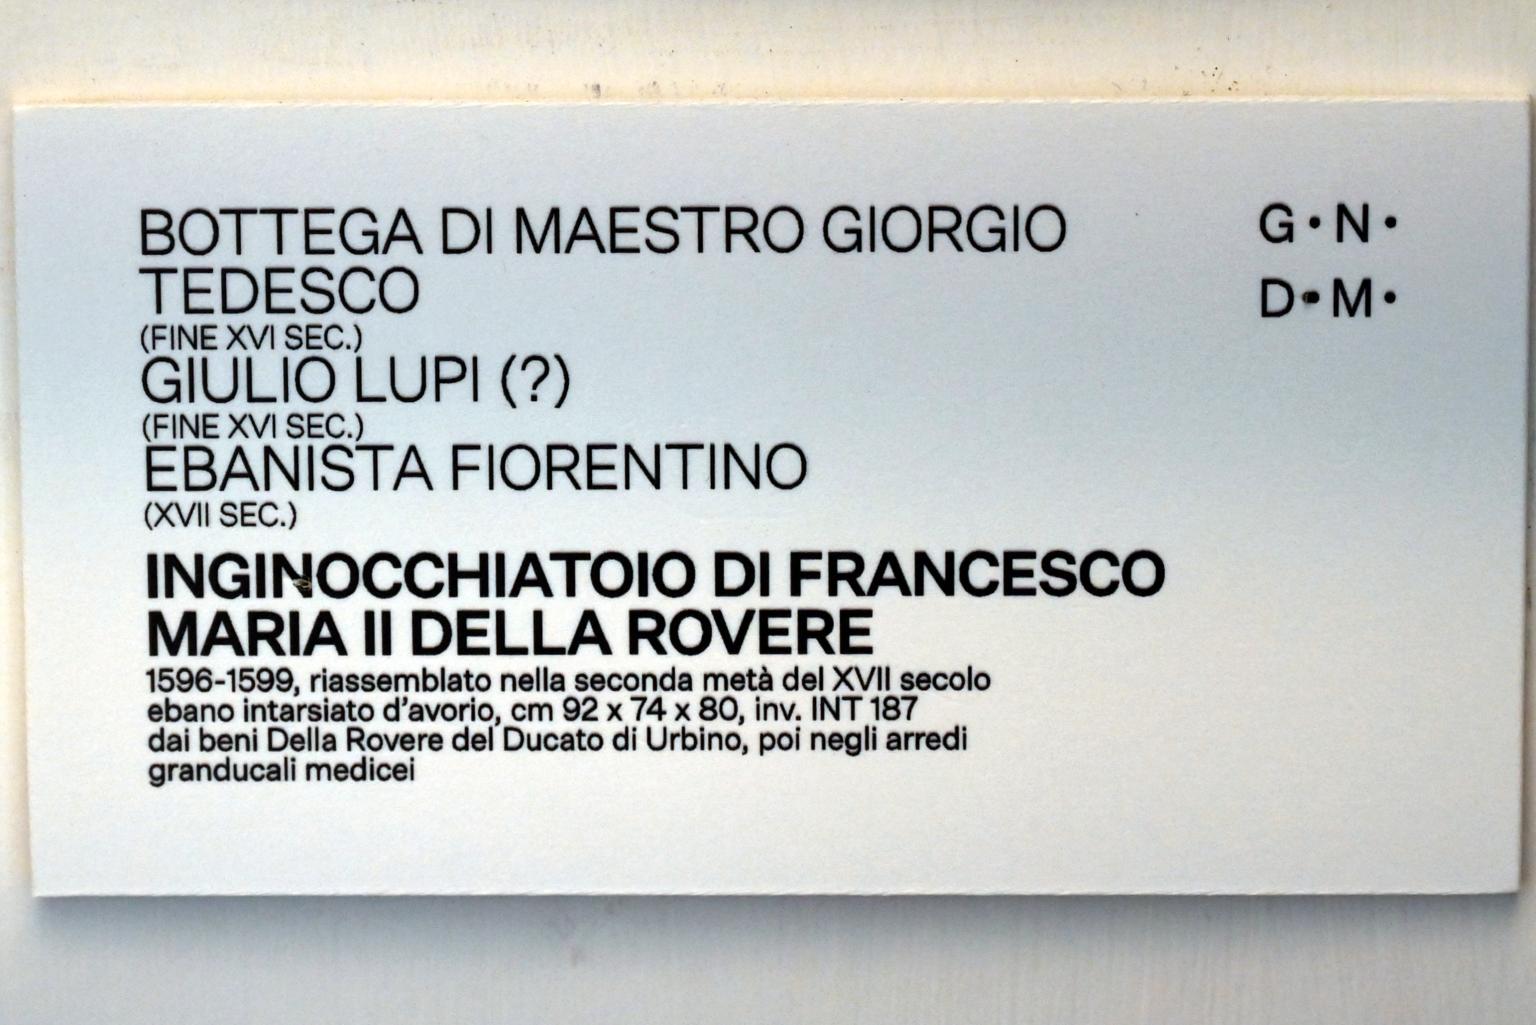 BOTTEGA DI MAESTRO GIORGIO
TEDESCO
(FINE XVI SEC.)
GIULIO LUPI (?)
(FINE XVI SEC.)
EBANISTA FIORENTINO
(XVII SEC.)
INGINOCCHIATOIO DI FRANCESCO
MARIA II DELLA ROVERE
1596-1599, riassemblato nella seconda metà del XVII secolo
ebano intarsiato d'avorio, cm 92 x 74 x 80, inv. INT 187
dai beni Della Rovere del Ducato di Urbino, poi negli arredi
granducali medicei
G·N·
D·M·